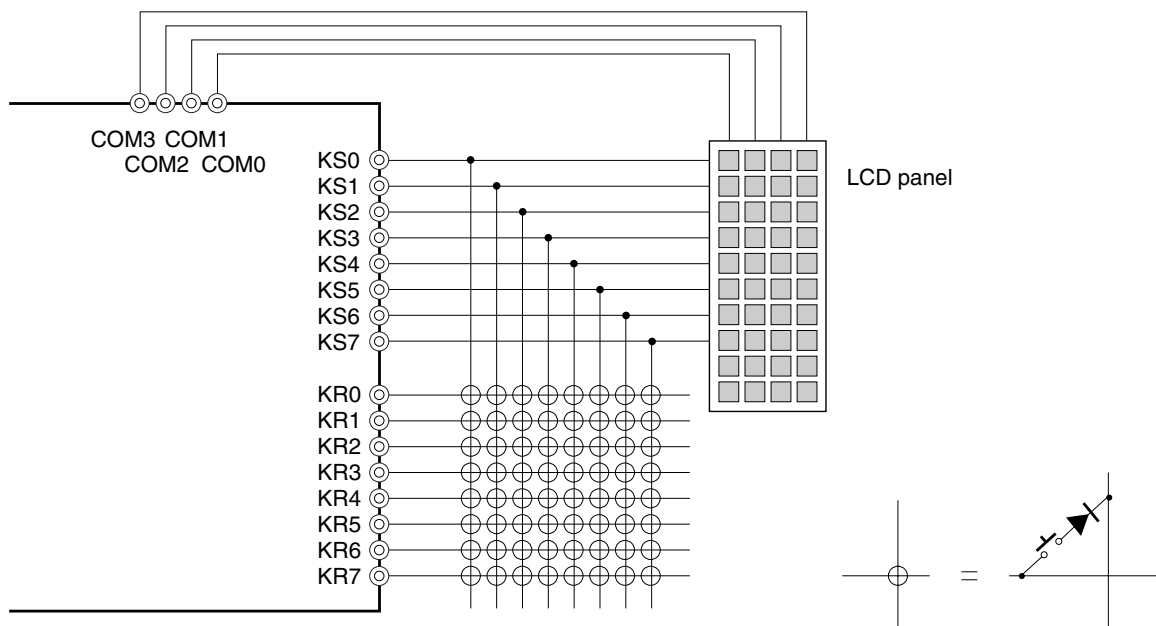 COM3 COM1
COM2 COM0
KS0
KS1
KS2
KS3
KS4
KS5
KS6
KS7
LCD panel
KR0
KR1
KR2
KR3
KR4
KR5
KR6
KR7
=